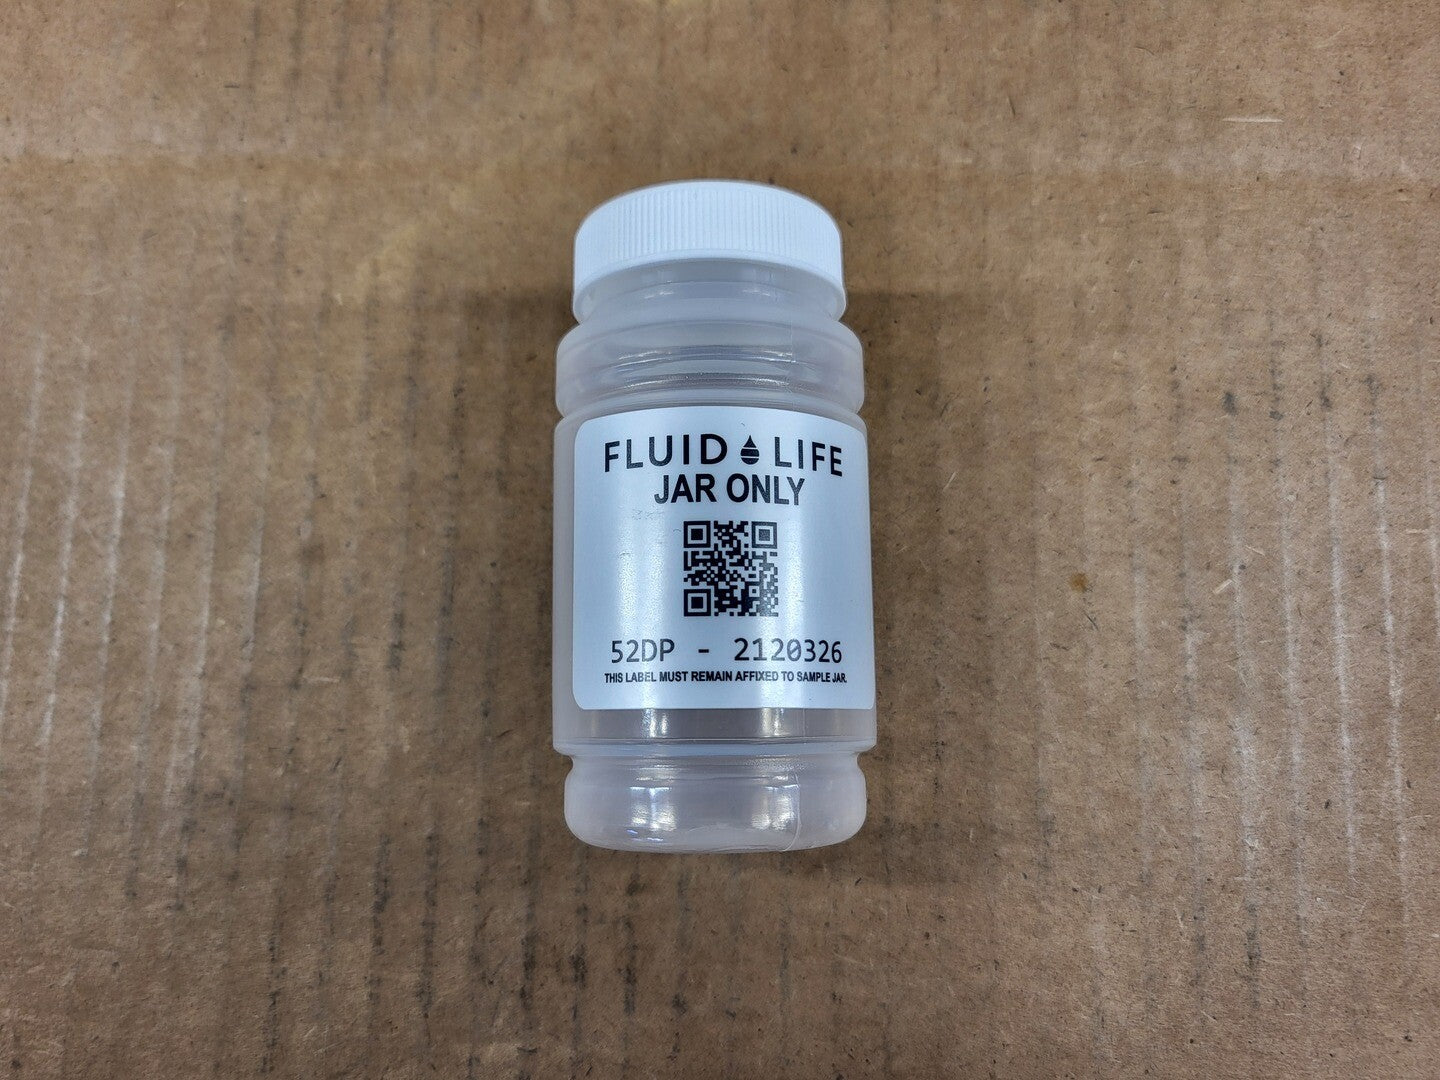 FLUID LIFE
JAR ONLY
52DP - 2120326
THIS LABEL MUST REMAIN AFFIXED TO SAMPLE JAR.